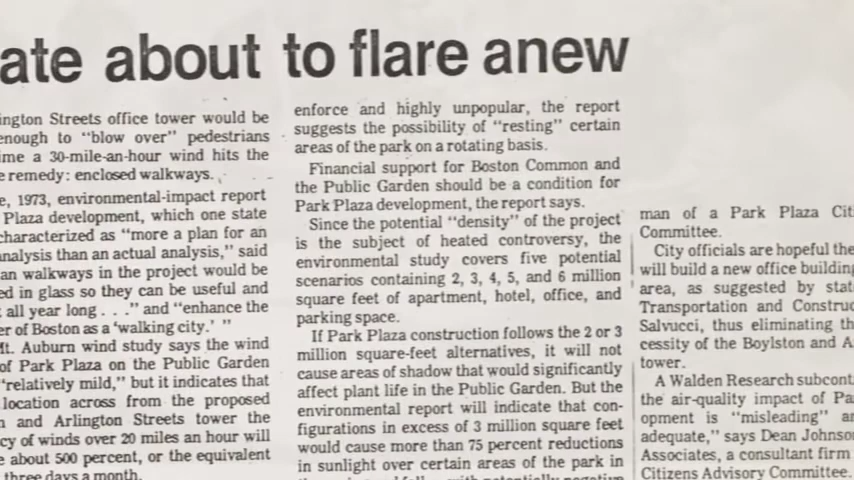 ate about to flare anew
ington Streets office tower would be
enough to "blow over" pedestrians
ime a 30-mile-an-hour wind hits the
e remedy: enclosed walkways.
e, 1973, environmental-impact report
Plaza development, which one state
characterized as "more a plan for an
analysis than an actual analysis," said
an walkways in the project would be
ed in glass so they can be useful and
all year long . . ." and "enhance the
er of Boston as a 'walking city.' "
Mt. Auburn wind study says the wind
of Park Plaza on the Public Garden
"relatively mild," but it indicates that
location across from the proposed
n and Arlington Streets tower the
cy of winds over 20 miles an hour will
e about 500 percent, or the equivalent
three days a month.
enforce and highly unpopular, the report
suggests the possibility of "resting" certain
areas of the park on a rotating basis.
Financial support for Boston Common and
the Public Garden should be a condition for
Park Plaza development, the report says.
Since the potential "density" of the project
is the subject of heated controversy, the
environmental study covers five potential
scenarios containing 2, 3, 4, 5, and 6 million
square feet of apartment, hotel, office, and
parking space.
If Park Plaza construction follows the 2 or 3
million square-feet alternatives, it will not
cause areas of shadow that would significantly
affect plant life in the Public Garden. But the
environmental report will indicate that con-
figurations in excess of 3 million square feet
would cause more than 75 percent reductions
in sunlight over certain areas of the park in
man of a Park Plaza Cit
Committee.
City officials are hopeful the
will build a new office building
area, as suggested by stat
Transportation and Construc
Salvucci, thus eliminating th
cessity of the Boylston and A
tower.
A Walden Research subcont
the air-quality impact of Pa
opment is "misleading" an
adequate," says Dean Johnso
Associates, a consultant firm
Citizens Advisory Committee.